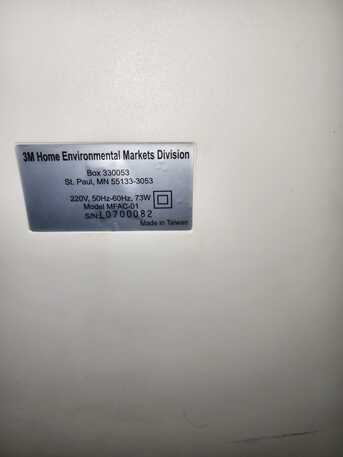 3M Home Environmental Markets Division
Box 330053
St. Paul, MN 55133-3053
220V, 50Hz-60Hz, 73W
Model MFAC-01
S/N:L0700082
Made in Taiwan